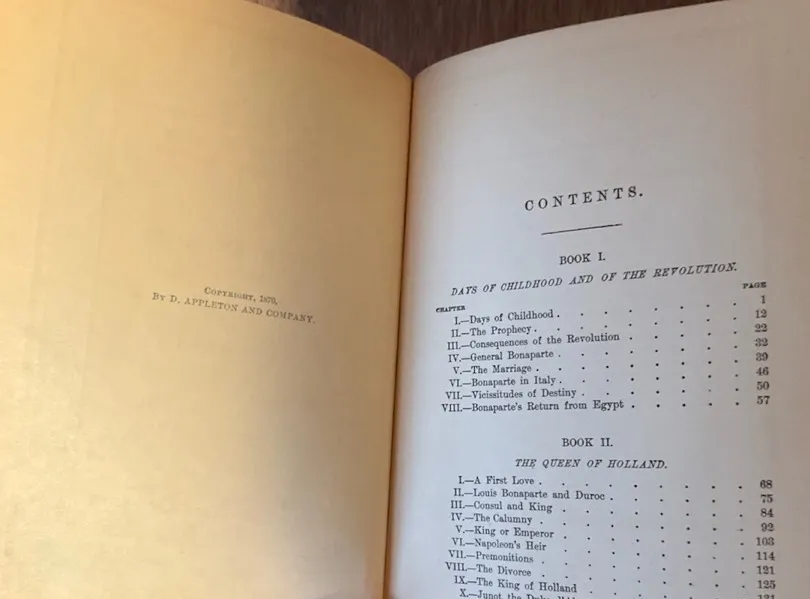 COPYRIGHT, 1870,
BY D. APPLETON AND COMPANY.
CONTENTS.
BOOK I.
DAYS OF CHILDHOOD AND OF THE REVOLUTION.
CHAPTER PAGE
I.—Days of Childhood . . . . . . . 1
II.—The Prophecy . . . . . . . 12
III.—Consequences of the Revolution . . . . . 22
IV.—General Bonaparte . . . . . . . 32
V.—The Marriage . . . . . . . 39
VI.—Bonaparte in Italy . . . . . . . 46
VII.—Vicissitudes of Destiny . . . . . . 50
VIII.—Bonaparte's Return from Egypt . . . . . 57
BOOK II.
THE QUEEN OF HOLLAND.
I.—A First Love . . . . . . . . 68
II.—Louis Bonaparte and Duroc . . . . . . 75
III.—Consul and King . . . . . . . 84
IV.—The Calumny . . . . . . . 92
V.—King or Emperor . . . . . . . 103
VI.—Napoleon's Heir . . . . . . . 114
VII.—Premonitions . . . . . . . 121
VIII.—The Divorce . . . . . . . 125
IX.—The King of Holland . . . . . .
X.—Junot, the Duke